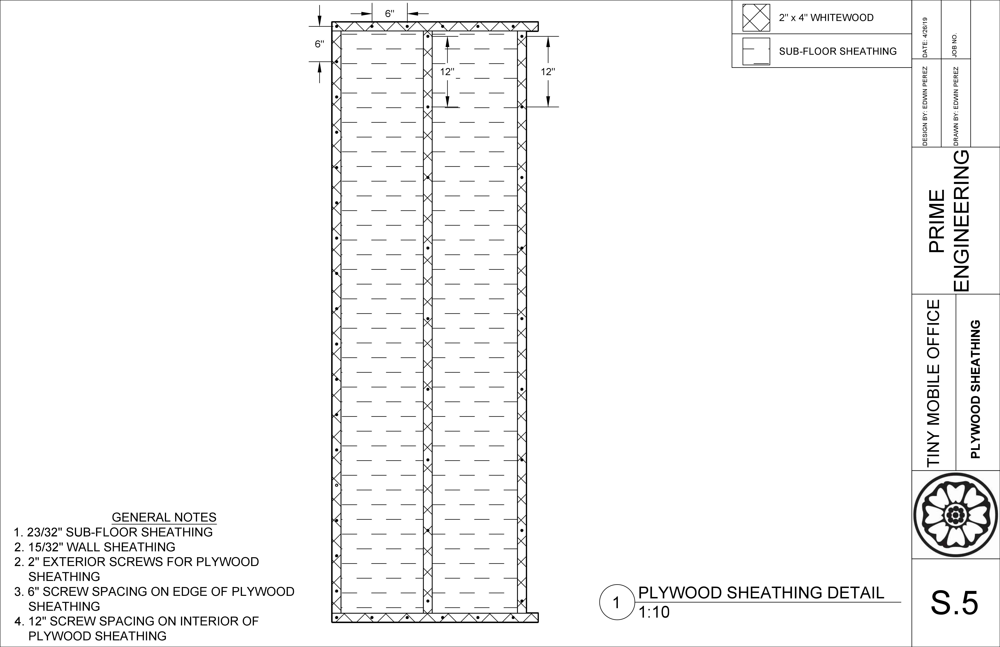 6"
6"
12"
12"
2" x 4" WHITEWOOD
SUB-FLOOR SHEATHING
GENERAL NOTES
1. 23/32" SUB-FLOOR SHEATHING
2. 15/32" WALL SHEATHING
2. 2" EXTERIOR SCREWS FOR PLYWOOD
SHEATHING
3. 6" SCREW SPACING ON EDGE OF PLYWOOD
SHEATHING
4. 12" SCREW SPACING ON INTERIOR OF
PLYWOOD SHEATHING
1
PLYWOOD SHEATHING DETAIL
1:10
DATE: 4/26/19
JOB NO.
DESIGN BY: EDWIN PEREZ
DRAWN BY: EDWIN PEREZ
PRIME
ENGINEERING
TINY MOBILE OFFICE
PLYWOOD SHEATHING
S.5